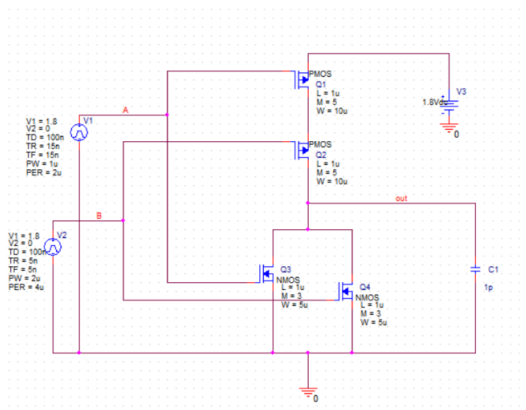 PMOS
Q1
L = 1u
M = 5
W = 10u
V3
+
1.8Vdc
-
0
A
V1
V1 = 1.8
V2 = 0
TD = 100n
TR = 15n
TF = 15n
PW = 1u
PER = 2u
PMOS
Q2
L = 1u
M = 5
W = 10u
out
B
V2
V1 = 1.8
V2 = 0
TD = 100n
TR = 5n
TF = 5n
PW = 2u
PER = 4u
Q3
NMOS
L = 1u
M = 3
W = 5u
Q4
NMOS
L = 1u
M = 3
W = 5u
C1
1p
0